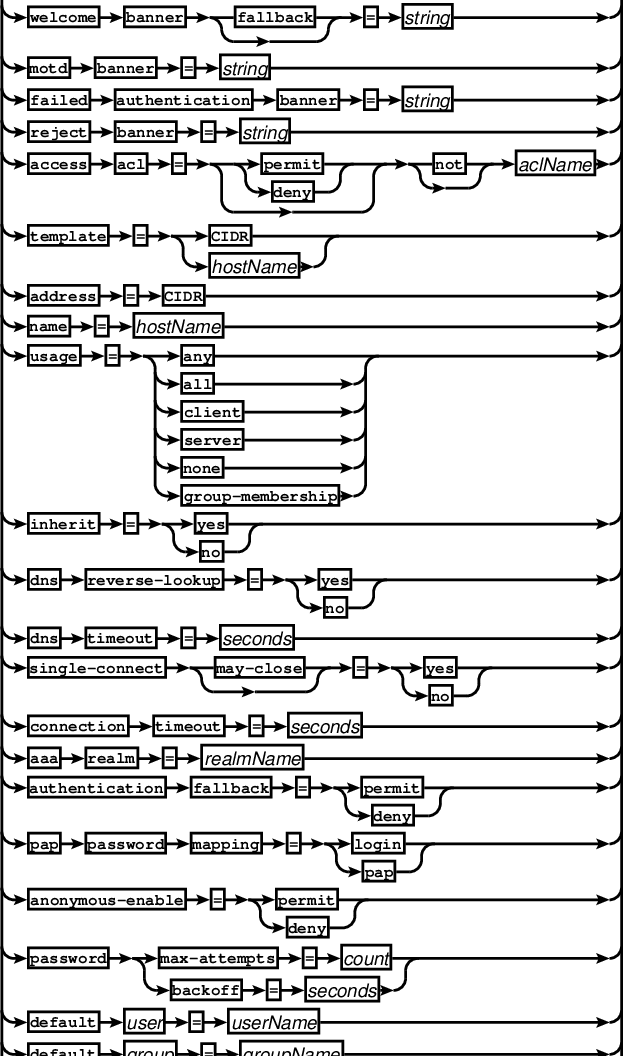 welcome banner fallback = string
motd banner = string
failed authentication banner = string
reject banner = string
access acl = permit not aclName
deny
template = CIDR
hostName
address = CIDR
name = hostName
usage = any
all
client
server
none
group-membership
inherit = yes
no
dns reverse-lookup = yes
no
dns timeout = seconds
single-connect may-close = yes
no
connection timeout = seconds
aaa realm = realmName
authentication fallback = permit
deny
pap password mapping = login
pap
anonymous-enable = permit
deny
password max-attempts = count
backoff = seconds
default user = userName
default group = groupName